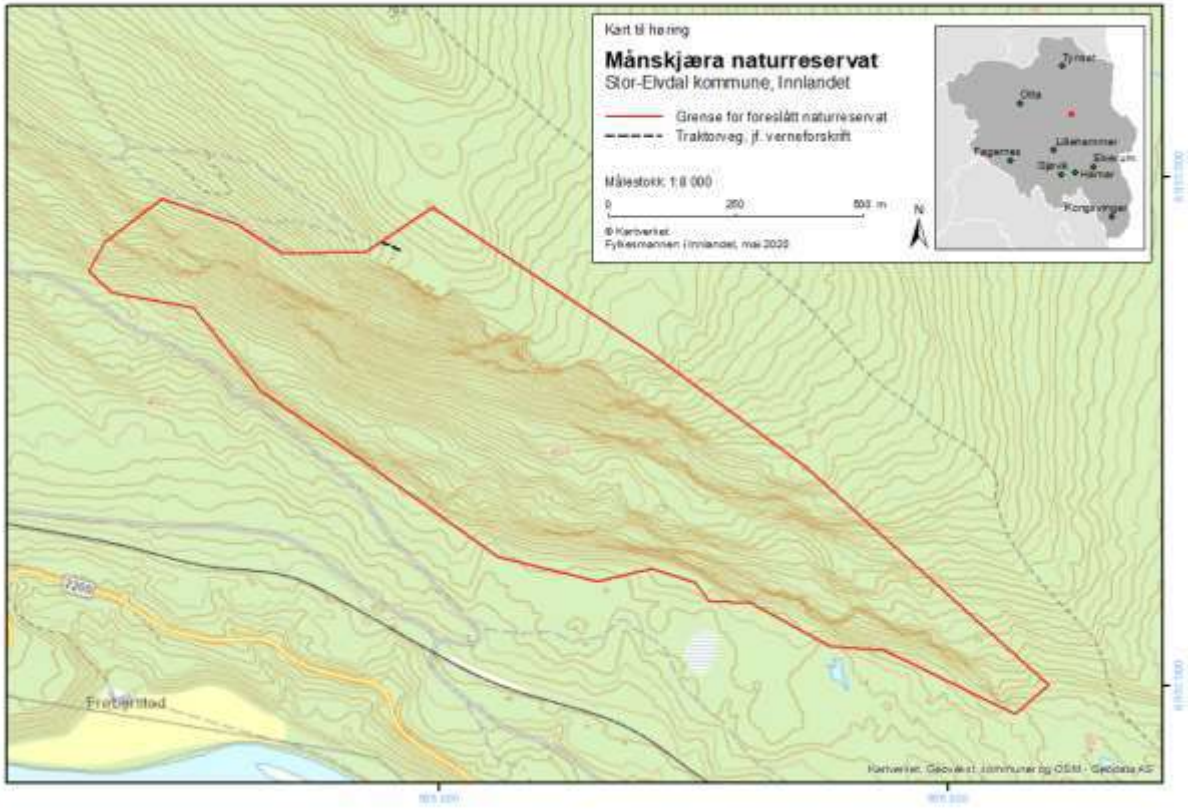 Kart til høring
Månskjæra naturreservat
Stor-Elvdal kommune, Innlandet
Grense for foreslått naturreservat
Traktorveg, jf. verneforskrift
Målestokk: 1:8 000
0 250 500 m
N
© Kartverket
Fylkesmannen i Innlandet, mai 2020
Tynset
Otta
Lillehammer
Fagernes
Gjøvik
Elverum
Hamar
Kongsvinger
Kartverket, Geovekst, kommuner og OSM - Geodata AS